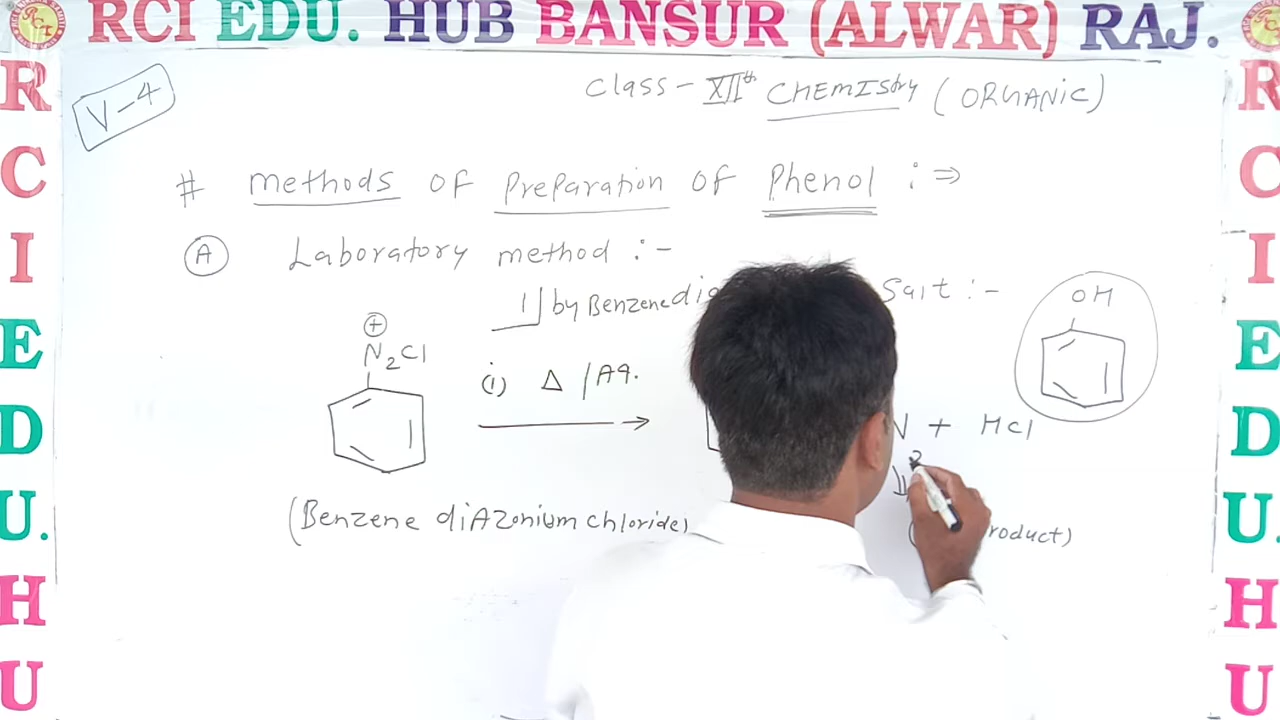 RCI EDU. HUB BANSUR (ALWAR) RAJ.
R
C
I
E
D
U.
H
U
V-4
Class - XIIth CHEMIStry (ORGANIC)
# methods of Preparation of Phenol : ⇒
A Laboratory method :-
1] by Benzenedi Salt :-
OH
⊕
N2Cl
(i) Δ /Aq.
N2 + HCl
(Benzene diAZonium chloride)
roduct)
R
C
I
E
D
U.
H
U